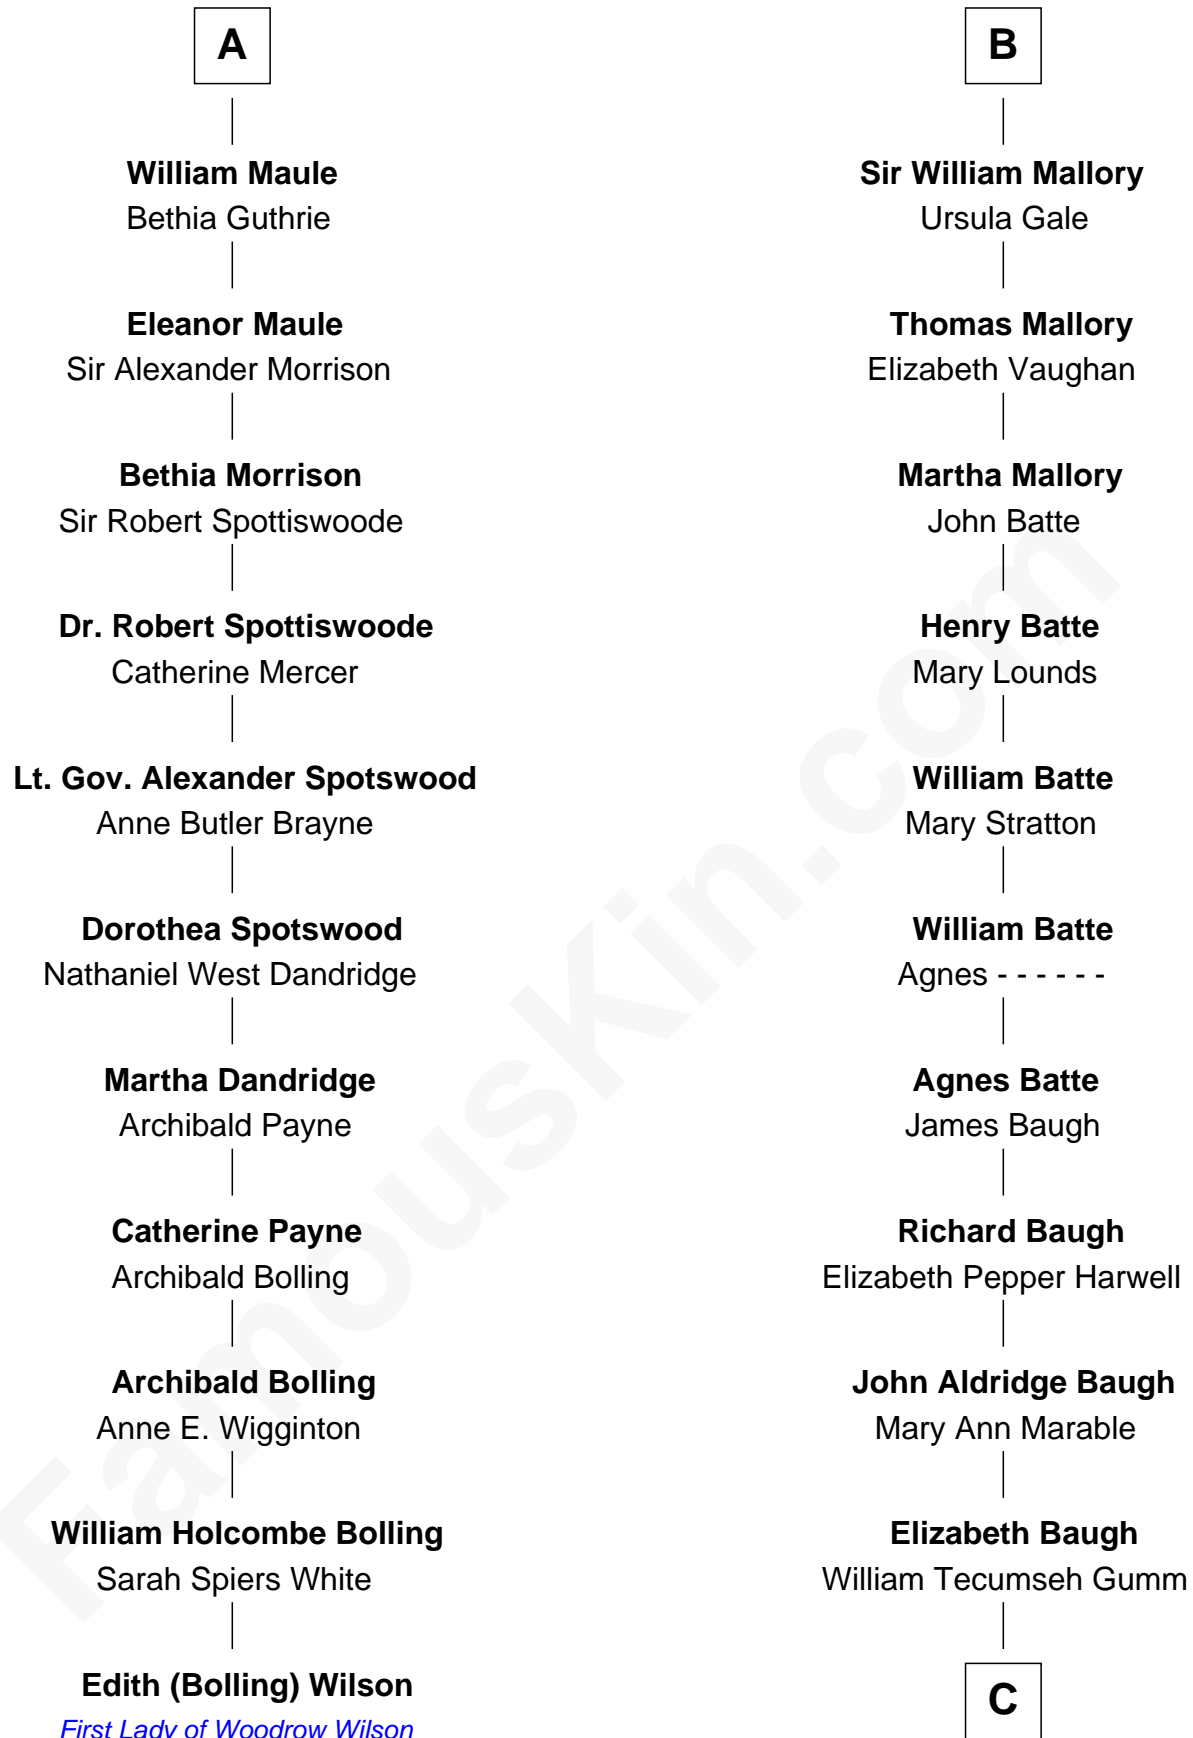 A
William Maule
Bethia Guthrie
Eleanor Maule
Sir Alexander Morrison
Bethia Morrison
Sir Robert Spottiswoode
Dr. Robert Spottiswoode
Catherine Mercer
Lt. Gov. Alexander Spotswood
Anne Butler Brayne
Dorothea Spotswood
Nathaniel West Dandridge
Martha Dandridge
Archibald Payne
Catherine Payne
Archibald Bolling
Archibald Bolling
Anne E. Wigginton
William Holcombe Bolling
Sarah Spiers White
Edith (Bolling) Wilson
First Lady of Woodrow Wilson
B
Sir William Mallory
Ursula Gale
Thomas Mallory
Elizabeth Vaughan
Martha Mallory
John Batte
Henry Batte
Mary Lounds
William Batte
Mary Stratton
William Batte
Agnes - - - - - -
Agnes Batte
James Baugh
Richard Baugh
Elizabeth Pepper Harwell
John Aldridge Baugh
Mary Ann Marable
Elizabeth Baugh
William Tecumseh Gumm
C
FamousKin.com